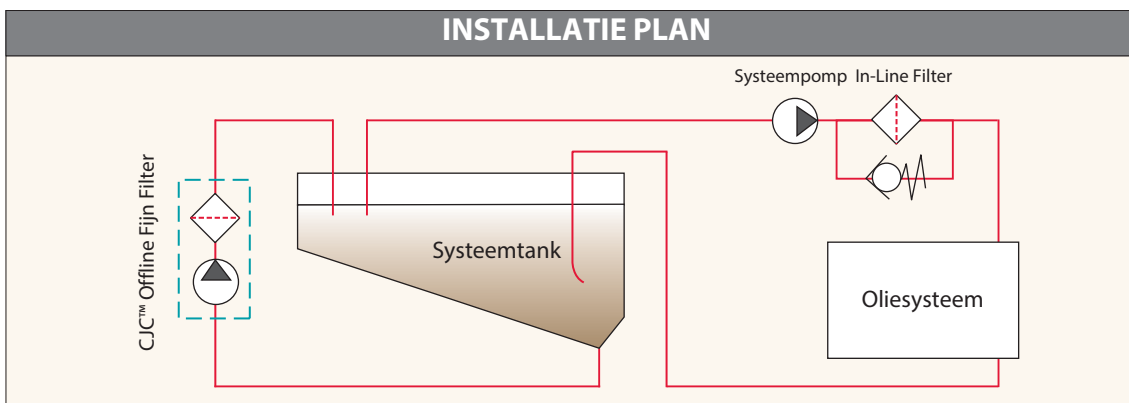 INSTALLATIE PLAN
Systeempomp In-Line Filter
CJC™ Offline Fijn Filter
Systeemtank
Oliesysteem